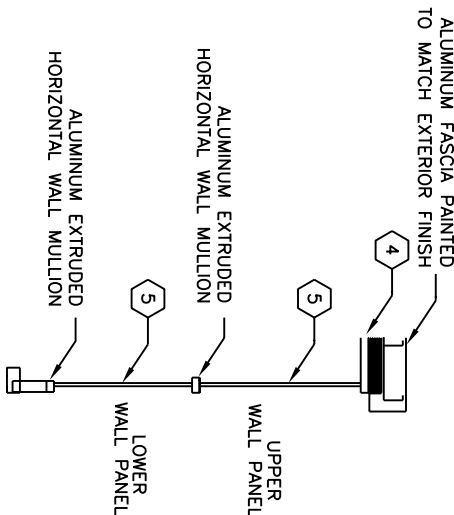 ALUMINUM FASCIA PAINTED
TO MATCH EXTERIOR FINISH
4
5
UPPER
WALL PANEL
ALUMINUM EXTRUDED
HORIZONTAL WALL MULLION
5
LOWER
WALL PANEL
ALUMINUM EXTRUDED
HORIZONTAL WALL MULLION